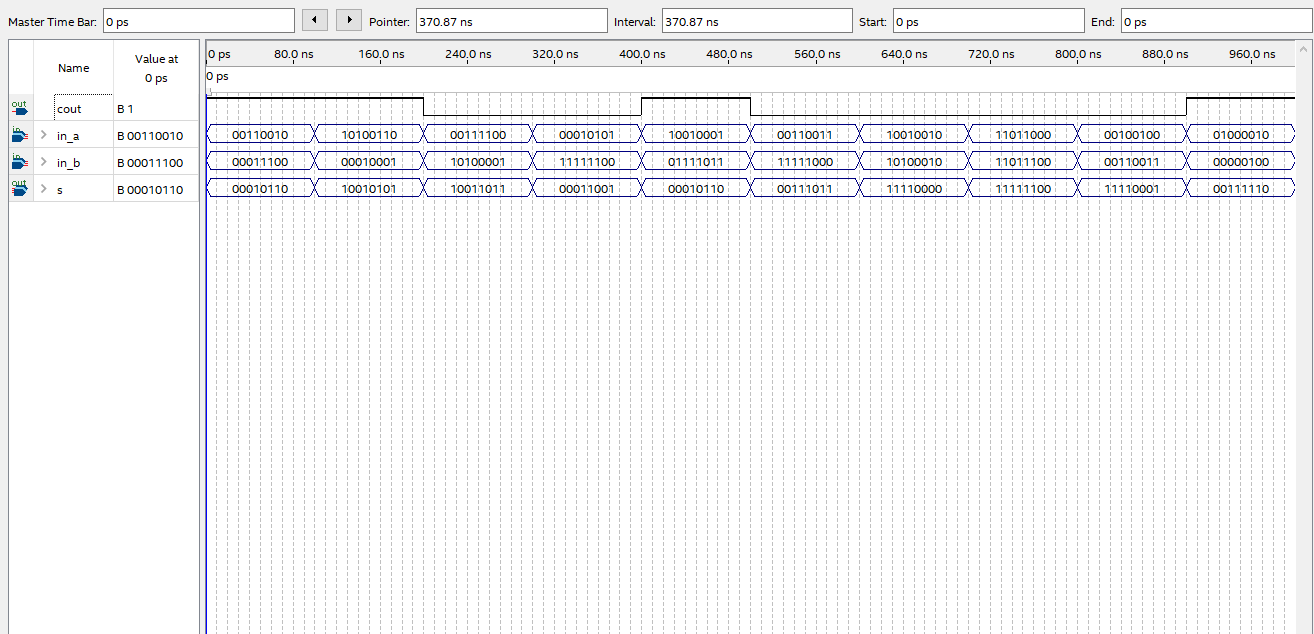 Master Time Bar: 0 ps Pointer: 370.87 ns Interval: 370.87 ns Start: 0 ps End: 0 ps
Name Value at 0 ps
0 ps 80.0 ns 160.0 ns 240.0 ns 320.0 ns 400.0 ns 480.0 ns 560.0 ns 640.0 ns 720.0 ns 800.0 ns 880.0 ns 960.0 ns
0 ps
out cout B 1
in in_a B 00110010 00110010 10100110 00111100 00010101 10010001 00110011 10010010 11011000 00100100 01000010
in in_b B 00011100 00011100 00010001 10100001 11111100 01111011 11111000 10100010 11011100 00110011 00000100
out s B 00010110 00010110 10010101 10011011 00011001 00010110 00111011 11110000 11111100 11110001 00111110